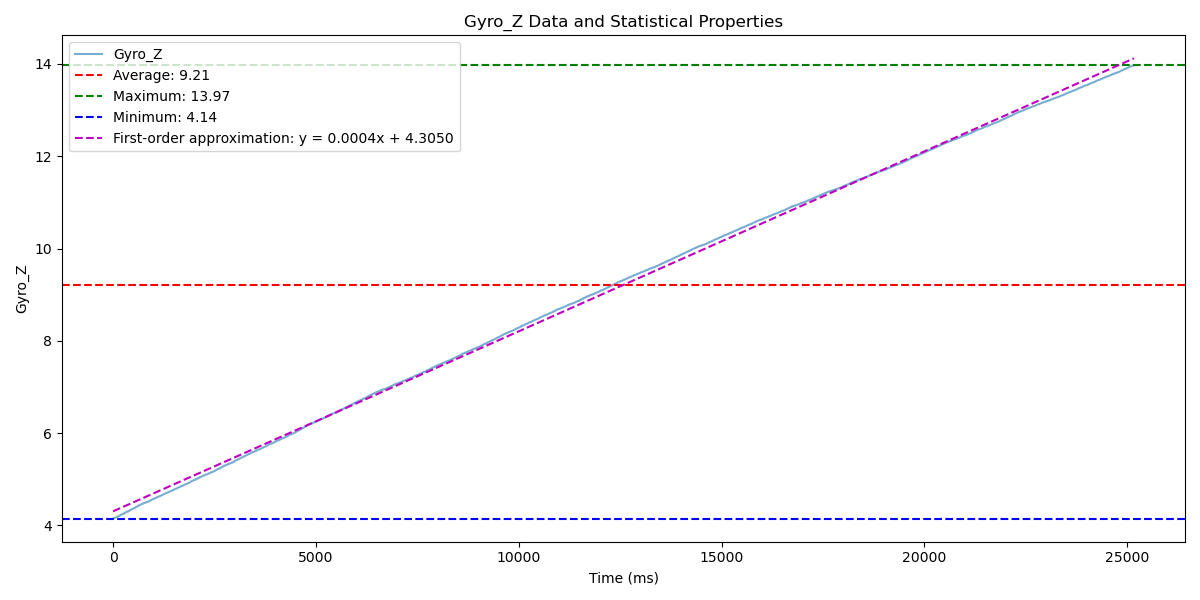 Gyro_Z Data and Statistical Properties
Gyro_Z
Average: 9.21
Maximum: 13.97
Minimum: 4.14
First-order approximation: y = 0.0004x + 4.3050
14
12
10
8
6
4
Gyro_Z
0 5000 10000 15000 20000 25000
Time (ms)